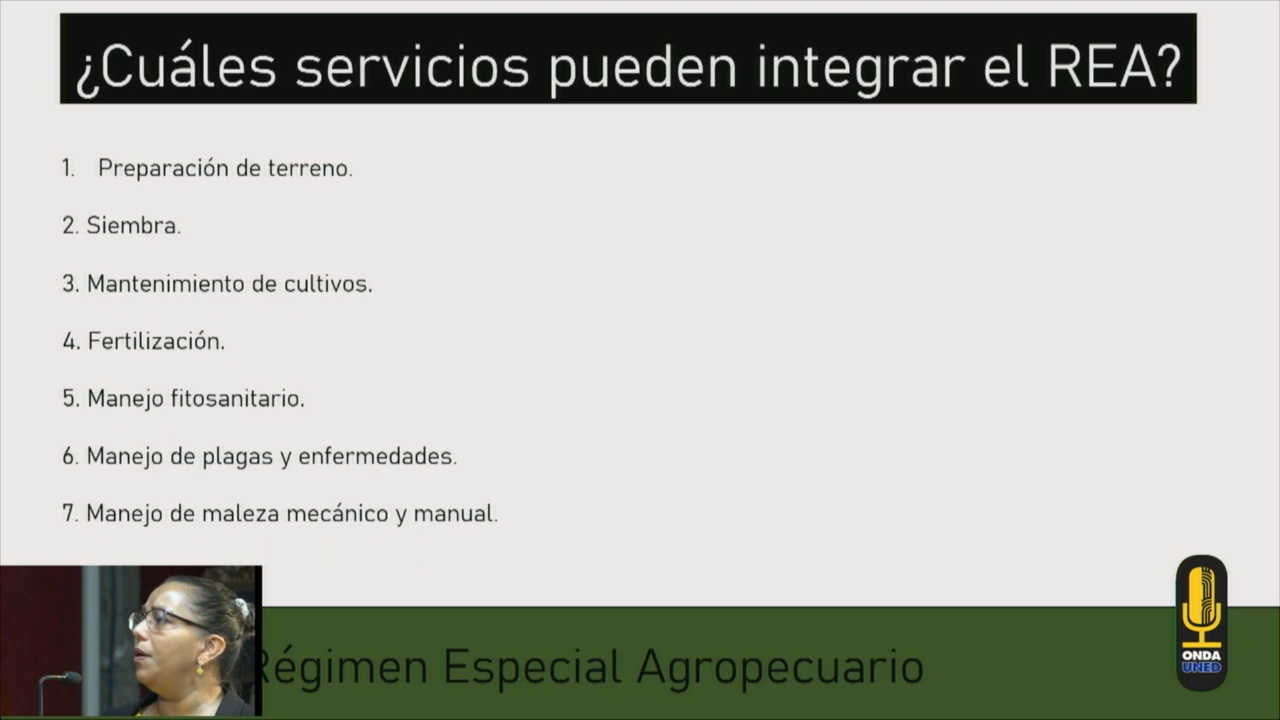 ¿Cuáles servicios pueden integrar el REA?
1. Preparación de terreno.
2. Siembra.
3. Mantenimiento de cultivos.
4. Fertilización.
5. Manejo fitosanitario.
6. Manejo de plagas y enfermedades.
7. Manejo de maleza mecánico y manual.
Régimen Especial Agropecuario
ONDA
UNED